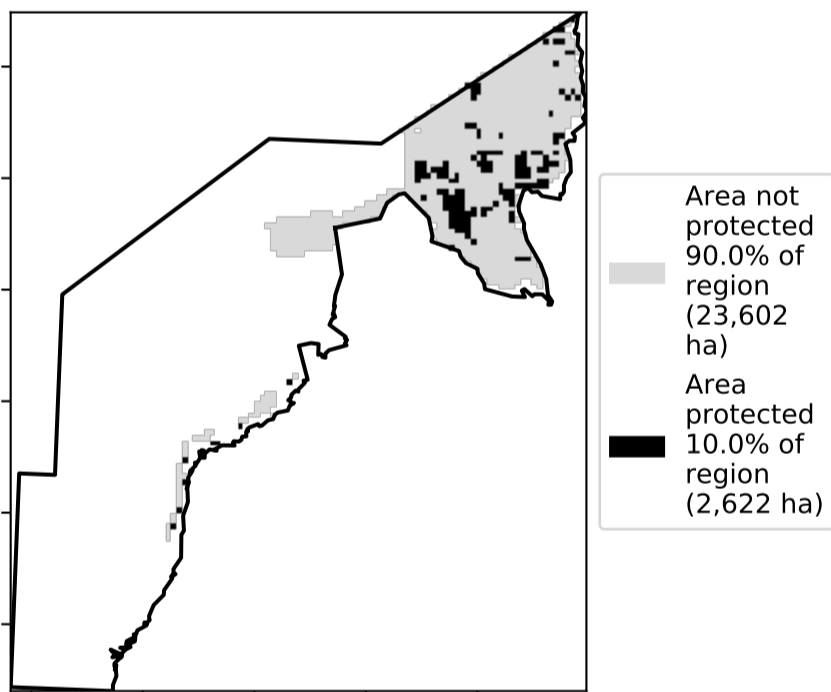 Area not
protected
90.0% of
region
(23,602
ha)
Area
protected
10.0% of
region
(2,622 ha)